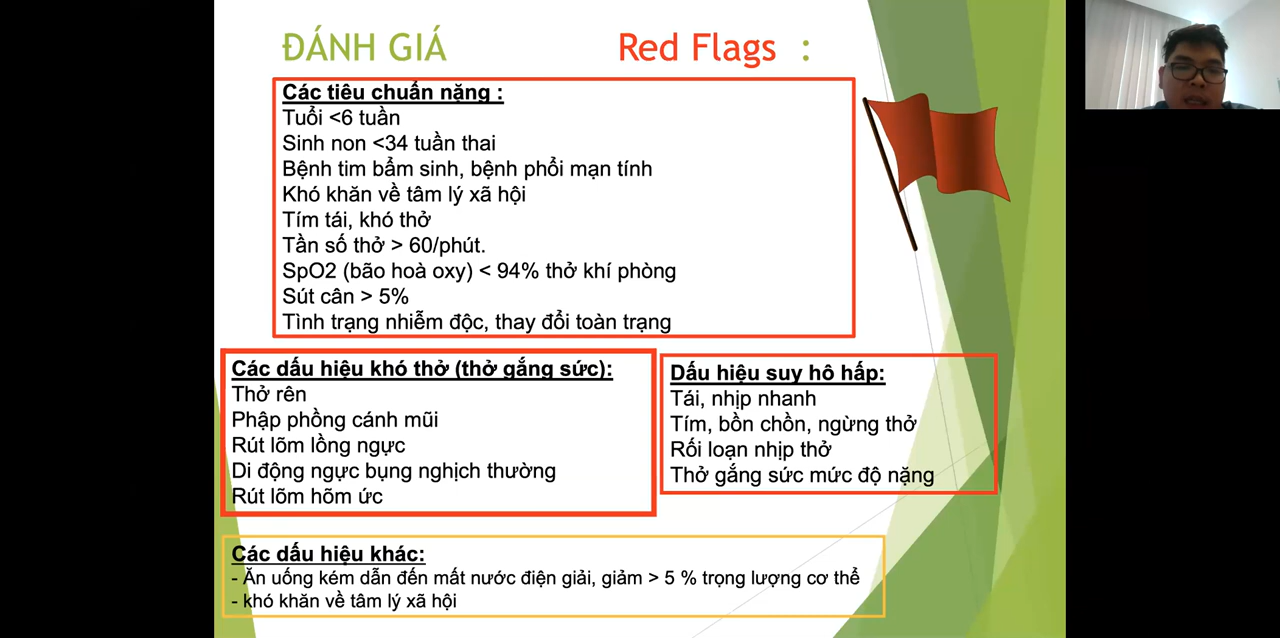 ĐÁNH GIÁ Red Flags :
Các tiêu chuẩn nặng :
Tuổi <6 tuần
Sinh non <34 tuần thai
Bệnh tim bẩm sinh, bệnh phổi mạn tính
Khó khăn về tâm lý xã hội
Tím tái, khó thở
Tần số thở > 60/phút.
SpO2 (bão hoà oxy) < 94% thở khí phòng
Sút cân > 5%
Tình trạng nhiễm độc, thay đổi toàn trạng
Các dấu hiệu khó thở (thở gắng sức):
Thở rên
Phập phồng cánh mũi
Rút lõm lồng ngực
Di động ngực bụng nghịch thường
Rút lõm hõm ức
Dấu hiệu suy hô hấp:
Tái, nhịp nhanh
Tím, bồn chồn, ngừng thở
Rối loạn nhịp thở
Thở gắng sức mức độ nặng
Các dấu hiệu khác:
- Ăn uống kém dẫn đến mất nước điện giải, giảm > 5 % trọng lượng cơ thể
- khó khăn về tâm lý xã hội